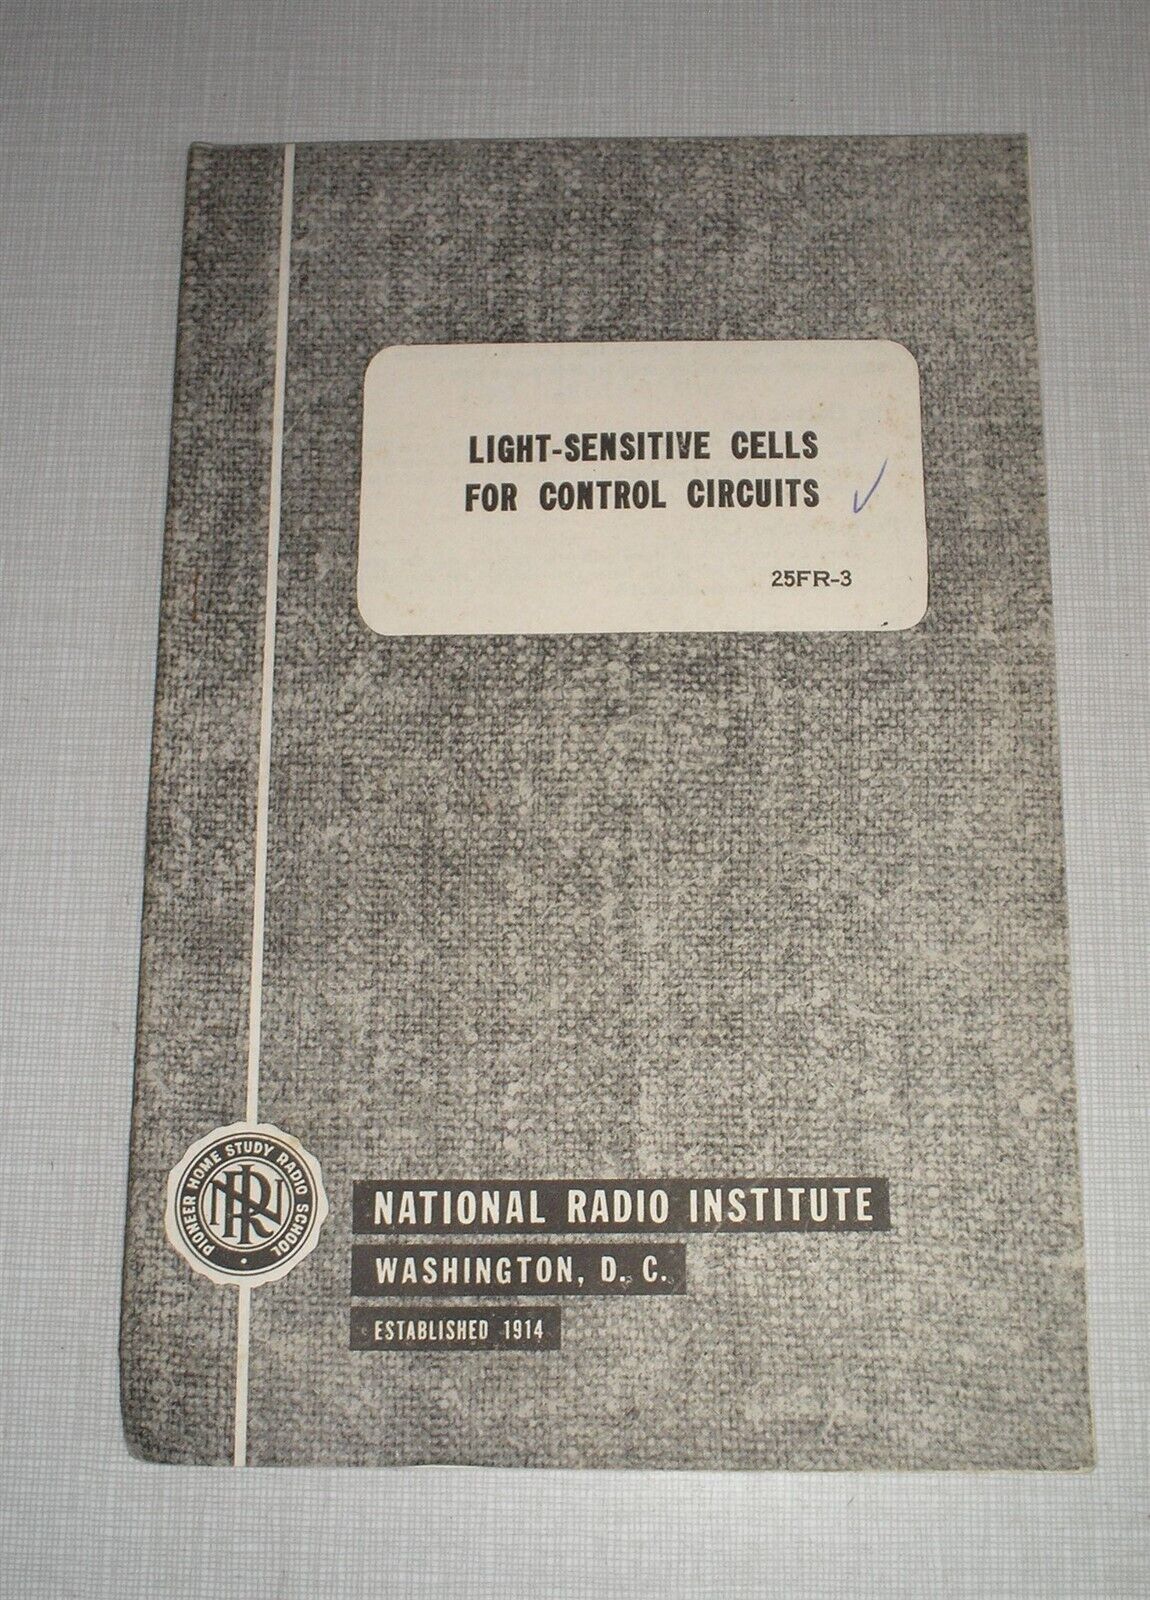 LIGHT-SENSITIVE CELLS
FOR CONTROL CIRCUITS
25FR-3
PIONEER HOME STUDY RADIO SCHOOL
NRI
NATIONAL RADIO INSTITUTE
WASHINGTON, D. C.
ESTABLISHED 1914